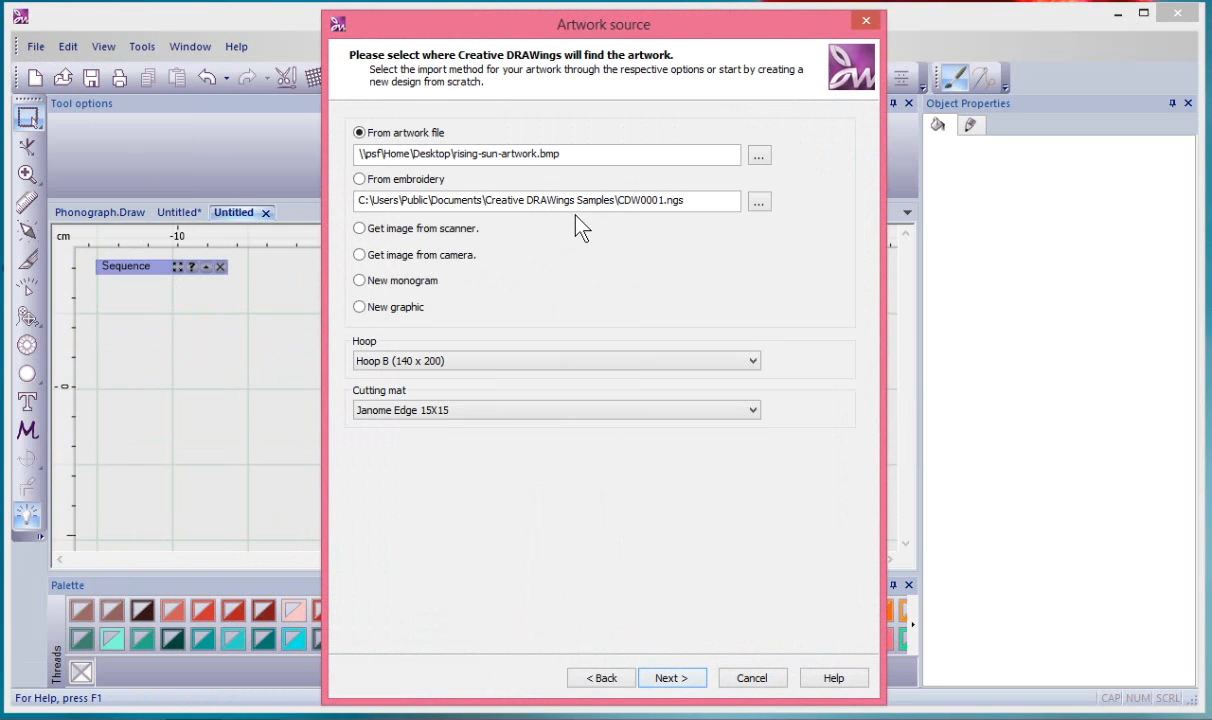 Artwork source
File Edit View Tools Window Help
Please select where Creative DRAWings will find the artwork.
Select the import method for your artwork through the respective options or start by creating a
new design from scratch.
Tool options
Object Properties
From artwork file
\\psf\Home\Desktop\rising-sun-artwork.bmp
...
From embroidery
C:\Users\Public\Documents\Creative DRAWings Samples\CDW0001.ngs
...
Phonograph.Draw Untitled* Untitled
cm
-10
Get image from scanner.
Get image from camera.
Sequence
New monogram
New graphic
Hoop
Hoop B (140 x 200)
-0-
Cutting mat
Janome Edge 15X15
Palette
Threads
< Back Next > Cancel Help
For Help, press F1
CAP NUM SCRL